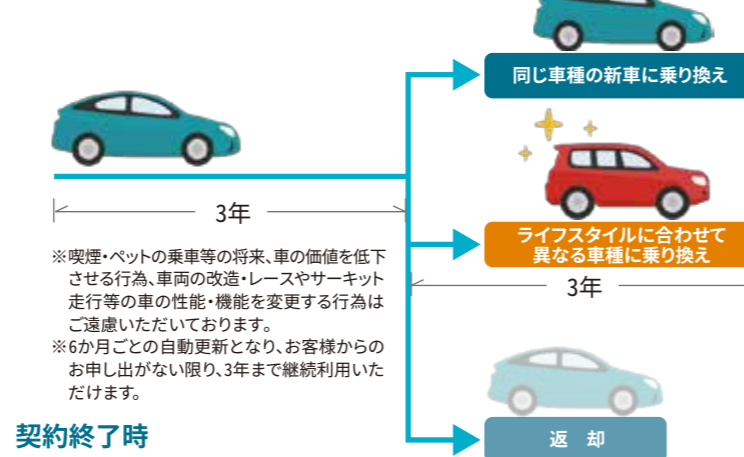 同じ車種の新車に乗り換え
3年
ライフスタイルに合わせて
異なる車種に乗り換え
3年
※喫煙・ペットの乗車等の将来、車の価値を低下
させる行為、車両の改造・レースやサーキット
走行等の車の性能・機能を変更する行為は
ご遠慮いただいております。
※6か月ごとの自動更新となり、お客様からの
お申し出がない限り、3年まで継続利用いた
だけます。
契約終了時
返 却